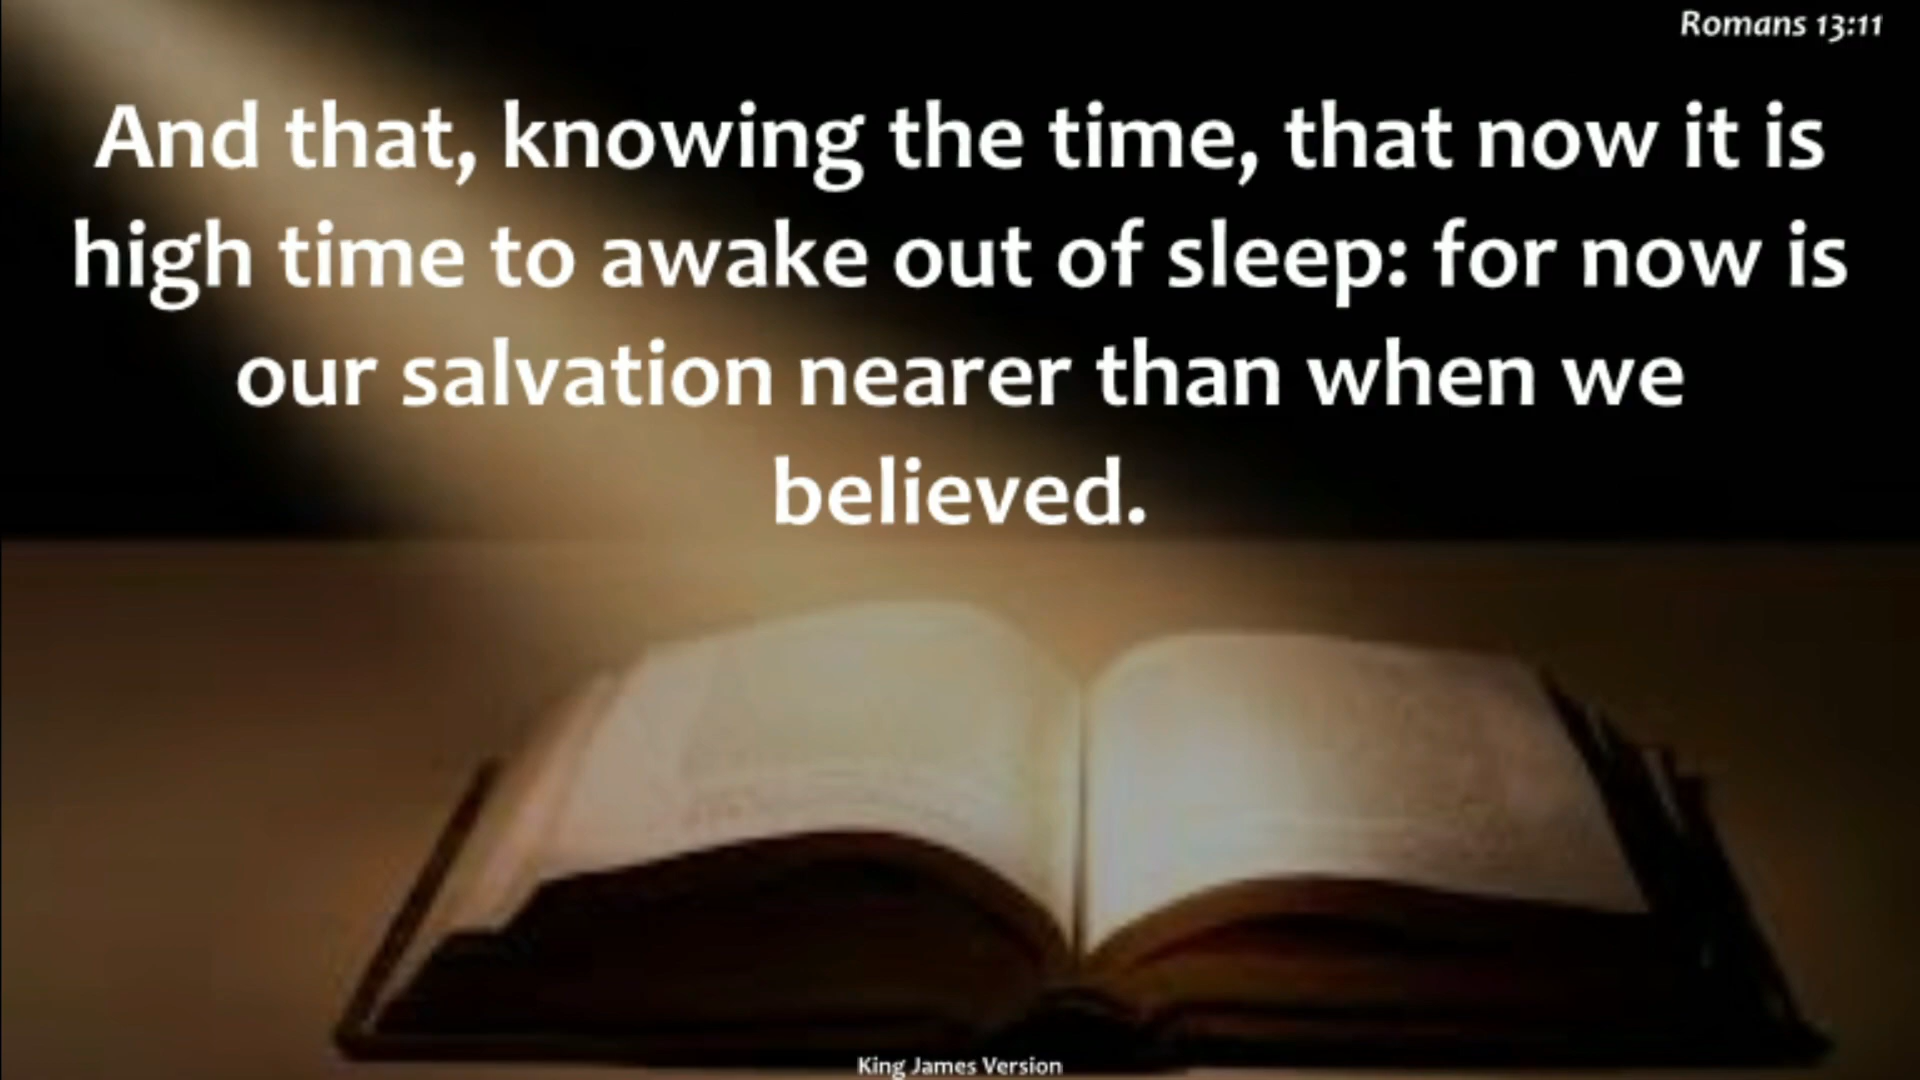 Romans 13:11
And that, knowing the time, that now it is
high time to awake out of sleep: for now is
our salvation nearer than when we
believed.
King James Version